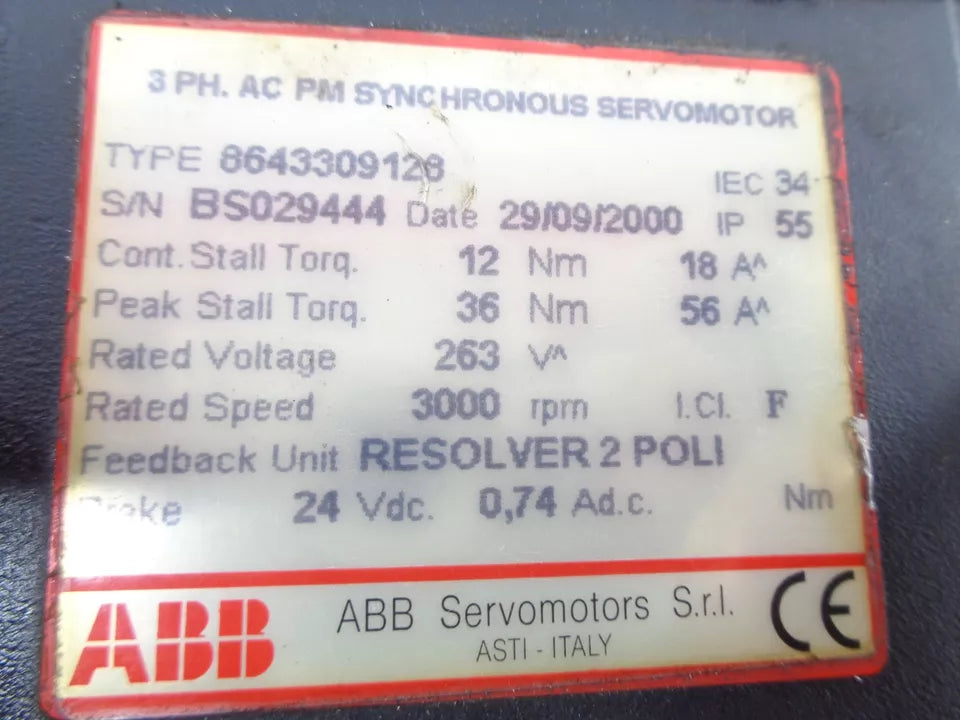 3 PH. AC PM SYNCHRONOUS SERVOMOTOR
TYPE 8643309128 IEC 34
S/N BS029444 Date 29/09/2000 IP 55
Cont.Stall Torq. 12 Nm 18 A^
Peak Stall Torq. 36 Nm 56 A^
Rated Voltage 263 V^
Rated Speed 3000 rpm I.Cl. F
Feedback Unit RESOLVER 2 POLI
Brake 24 Vdc. 0,74 Ad.c. Nm
ABB ABB Servomotors S.r.l. CE
ASTI - ITALY